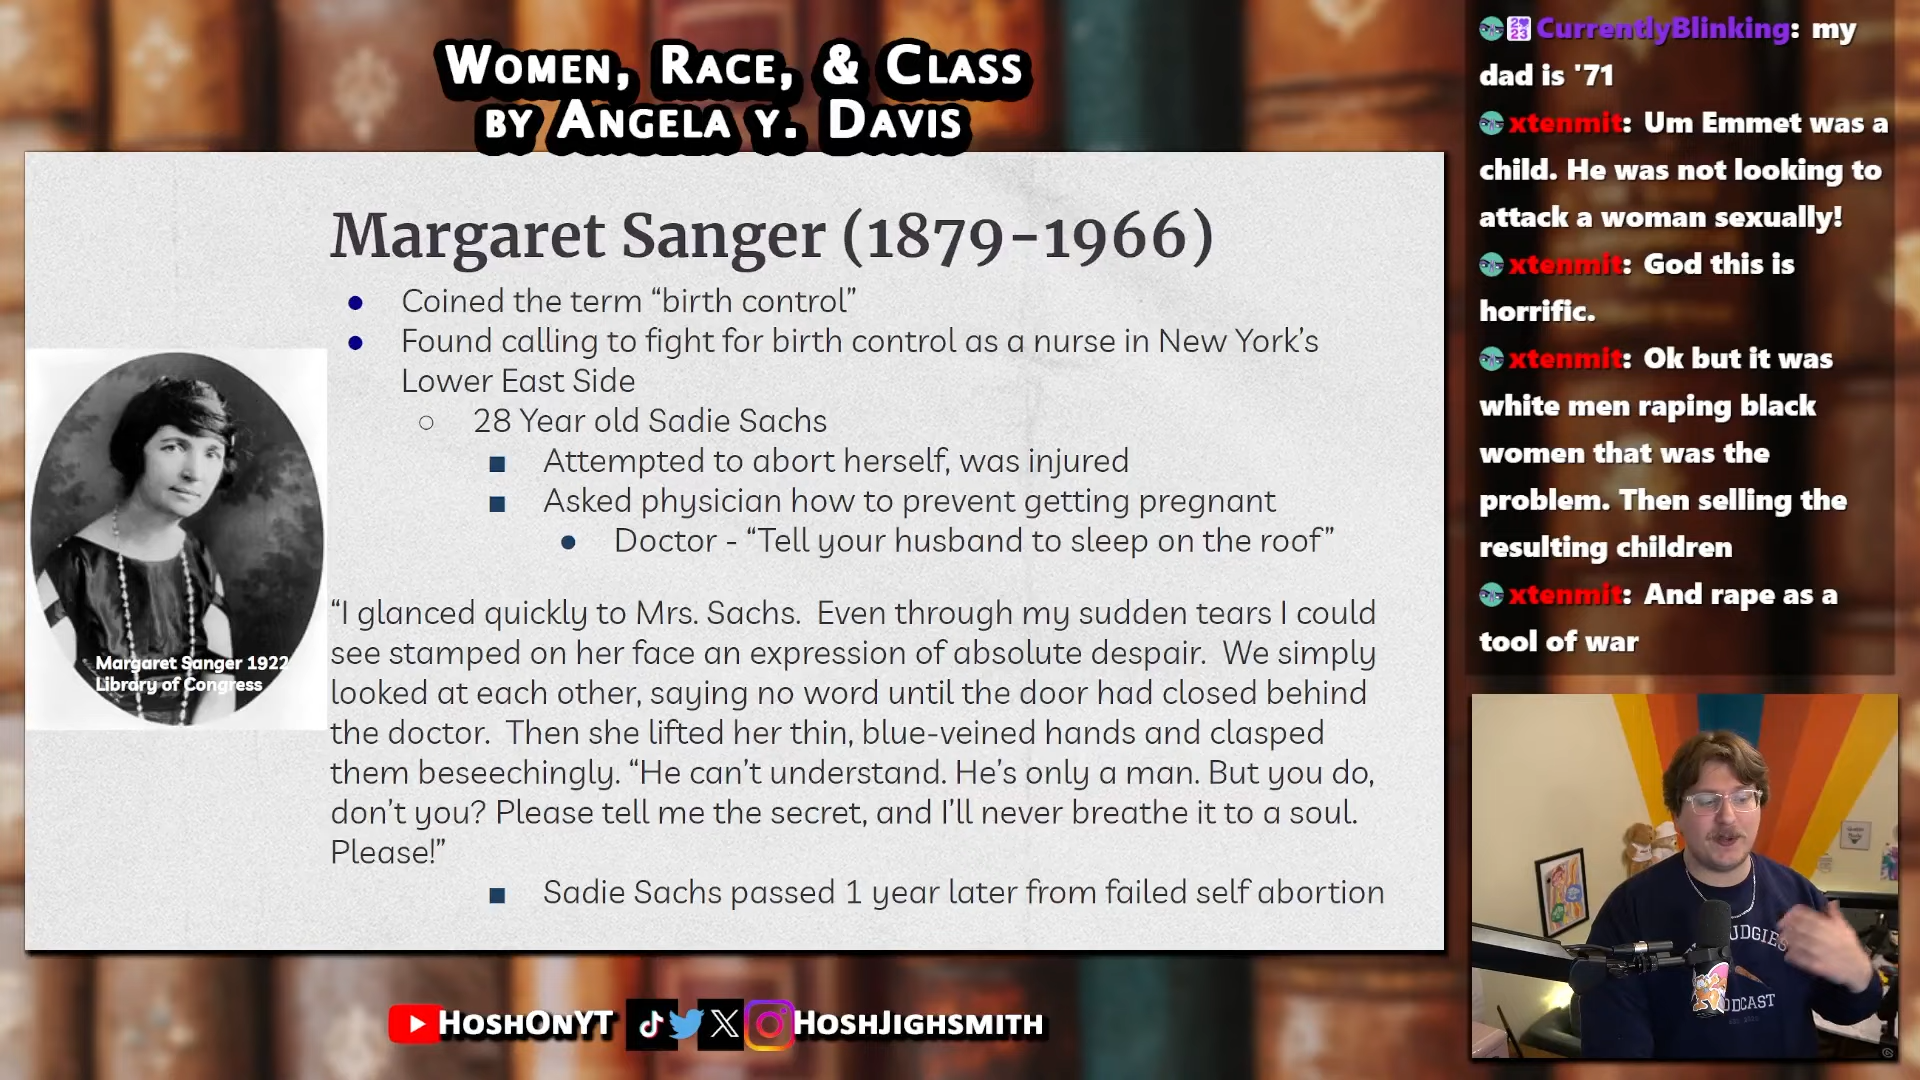 WOMEN, RACE, & CLASS
BY ANGELA Y. DAVIS
Margaret Sanger (1879-1966)
● Coined the term “birth control”
● Found calling to fight for birth control as a nurse in New York’s
Lower East Side
○ 28 Year old Sadie Sachs
■ Attempted to abort herself, was injured
■ Asked physician how to prevent getting pregnant
● Doctor - “Tell your husband to sleep on the roof”
“I glanced quickly to Mrs. Sachs. Even through my sudden tears I could
see stamped on her face an expression of absolute despair. We simply
looked at each other, saying no word until the door had closed behind
the doctor. Then she lifted her thin, blue-veined hands and clasped
them beseechingly. “He can’t understand. He’s only a man. But you do,
don’t you? Please tell me the secret, and I’ll never breathe it to a soul.
Please!”
■ Sadie Sachs passed 1 year later from failed self abortion
Margaret Sanger 1922
Library of Congress
HOSHONYT
HOSHJIGHSMITH
CurrentlyBlinking: my
dad is '71
xtenmit: Um Emmet was a
child. He was not looking to
attack a woman sexually!
xtenmit: God this is
horrific.
xtenmit: Ok but it was
white men raping black
women that was the
problem. Then selling the
resulting children
xtenmit: And rape as a
tool of war